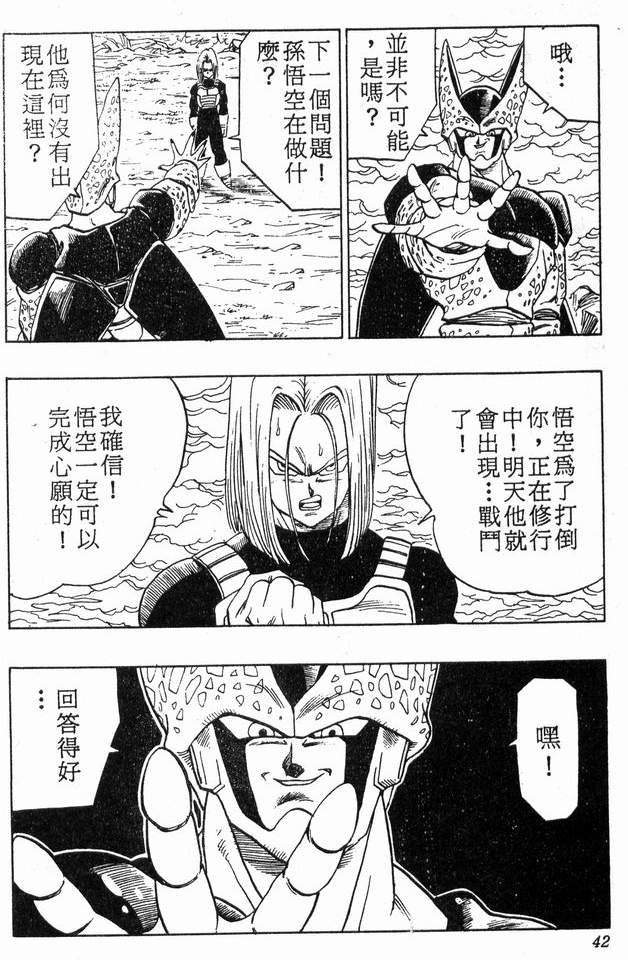 哦⋯
並非不可能
，是嗎？
下一個問題！
孫悟空在做什
麼？
他爲何沒有出
現在這裡？
悟空爲了打倒
你，正在修行
中！明天他就
會出現⋯戰鬥
了！
我確信！
悟空一定可以
完成心願的！
嘿！
回答得好
⋯
42